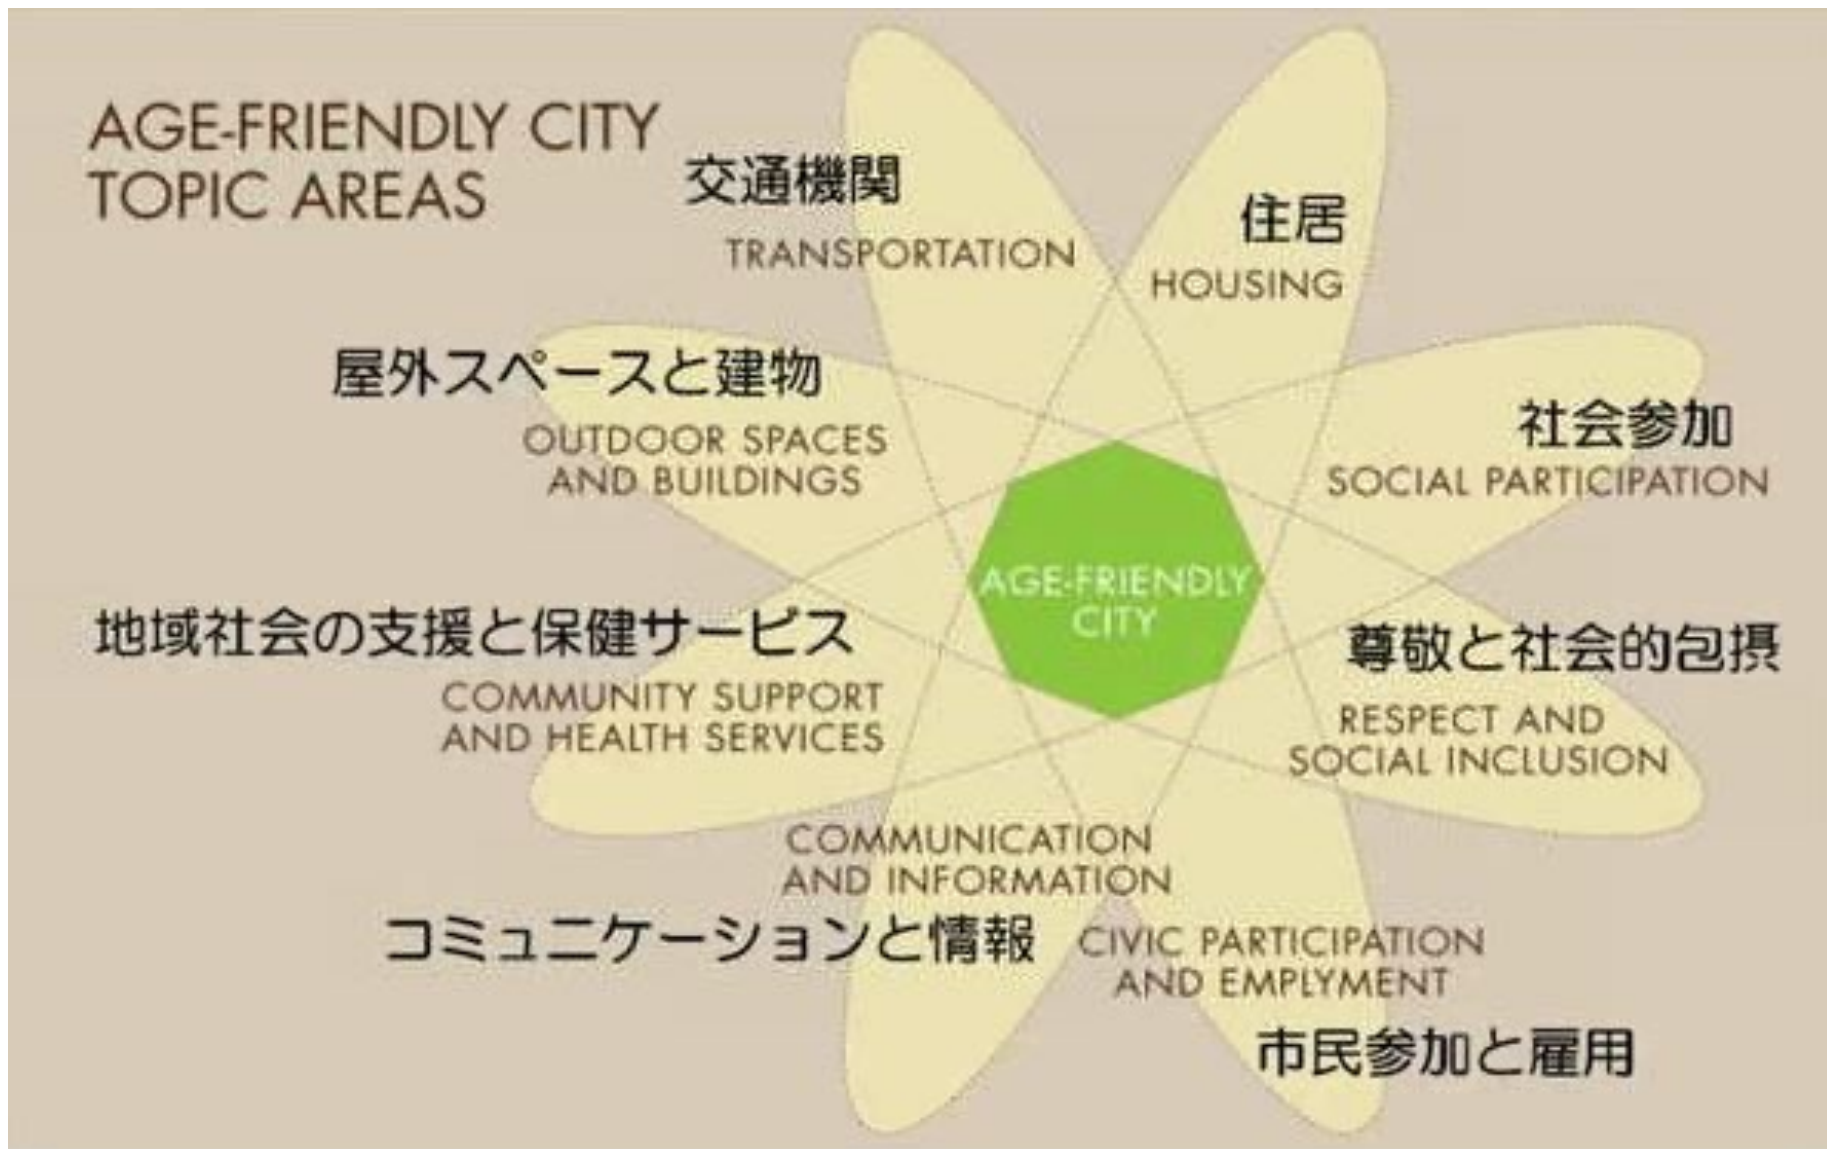 AGE-FRIENDLY CITY
TOPIC AREAS
交通機関
TRANSPORTATION
住居
HOUSING
屋外スペースと建物
OUTDOOR SPACES
AND BUILDINGS
社会参加
SOCIAL PARTICIPATION
AGE-FRIENDLY
CITY
地域社会の支援と保健サービス
COMMUNITY SUPPORT
AND HEALTH SERVICES
尊敬と社会的包摂
RESPECT AND
SOCIAL INCLUSION
COMMUNICATION
AND INFORMATION
コミュニケーションと情報
CIVIC PARTICIPATION
AND EMPLYMENT
市民参加と雇用